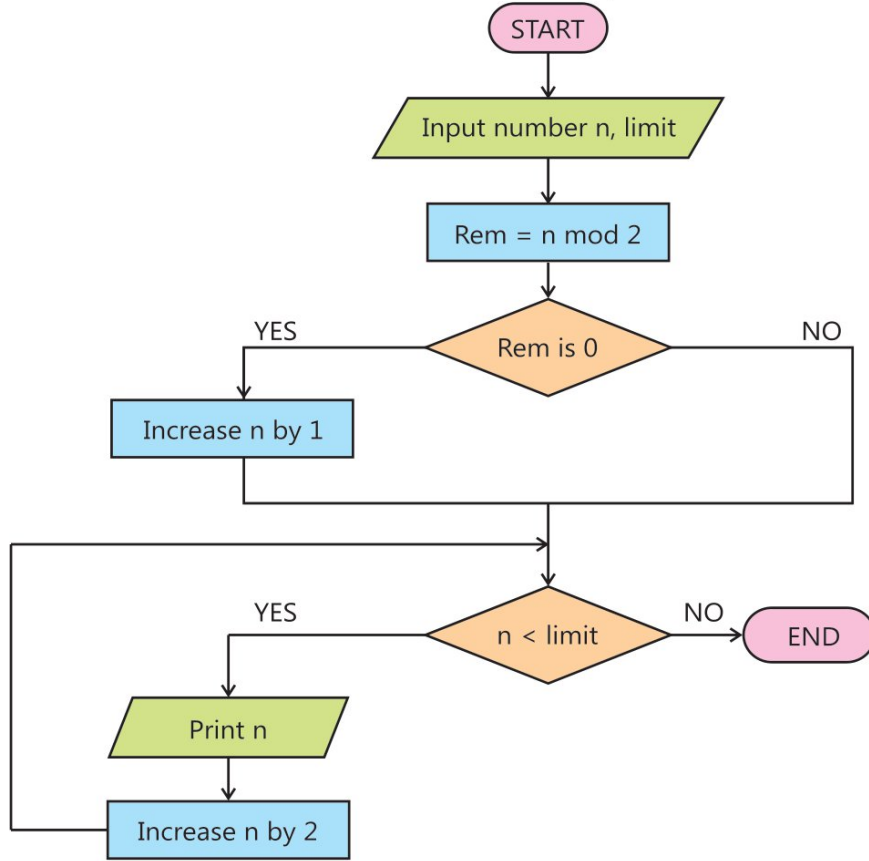 START
Input number n, limit
Rem = n mod 2
YES
Rem is 0
NO
Increase n by 1
YES
n < limit
NO
END
Print n
Increase n by 2